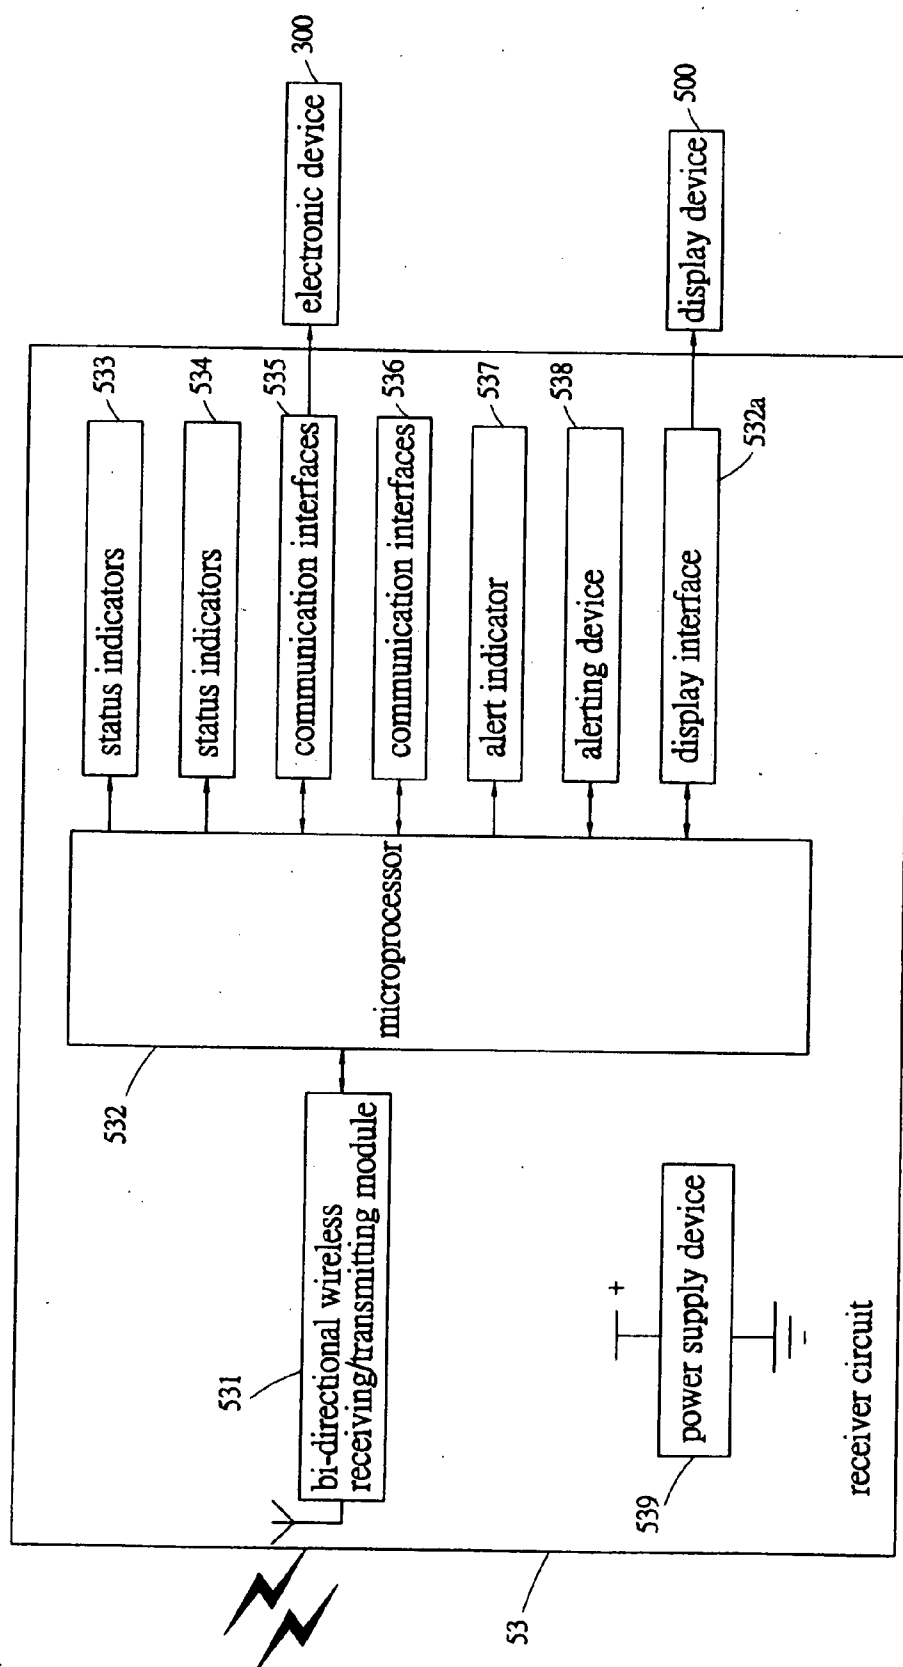 53
531
bi-directional wireless
receiving/transmitting module
532
microprocessor
status indicators
533
status indicators
534
communication interfaces
535
electronic device
300
communication interfaces
536
alert indicator
537
alerting device
538
display interface
532a
display device
500
+
power supply device
-
539
receiver circuit